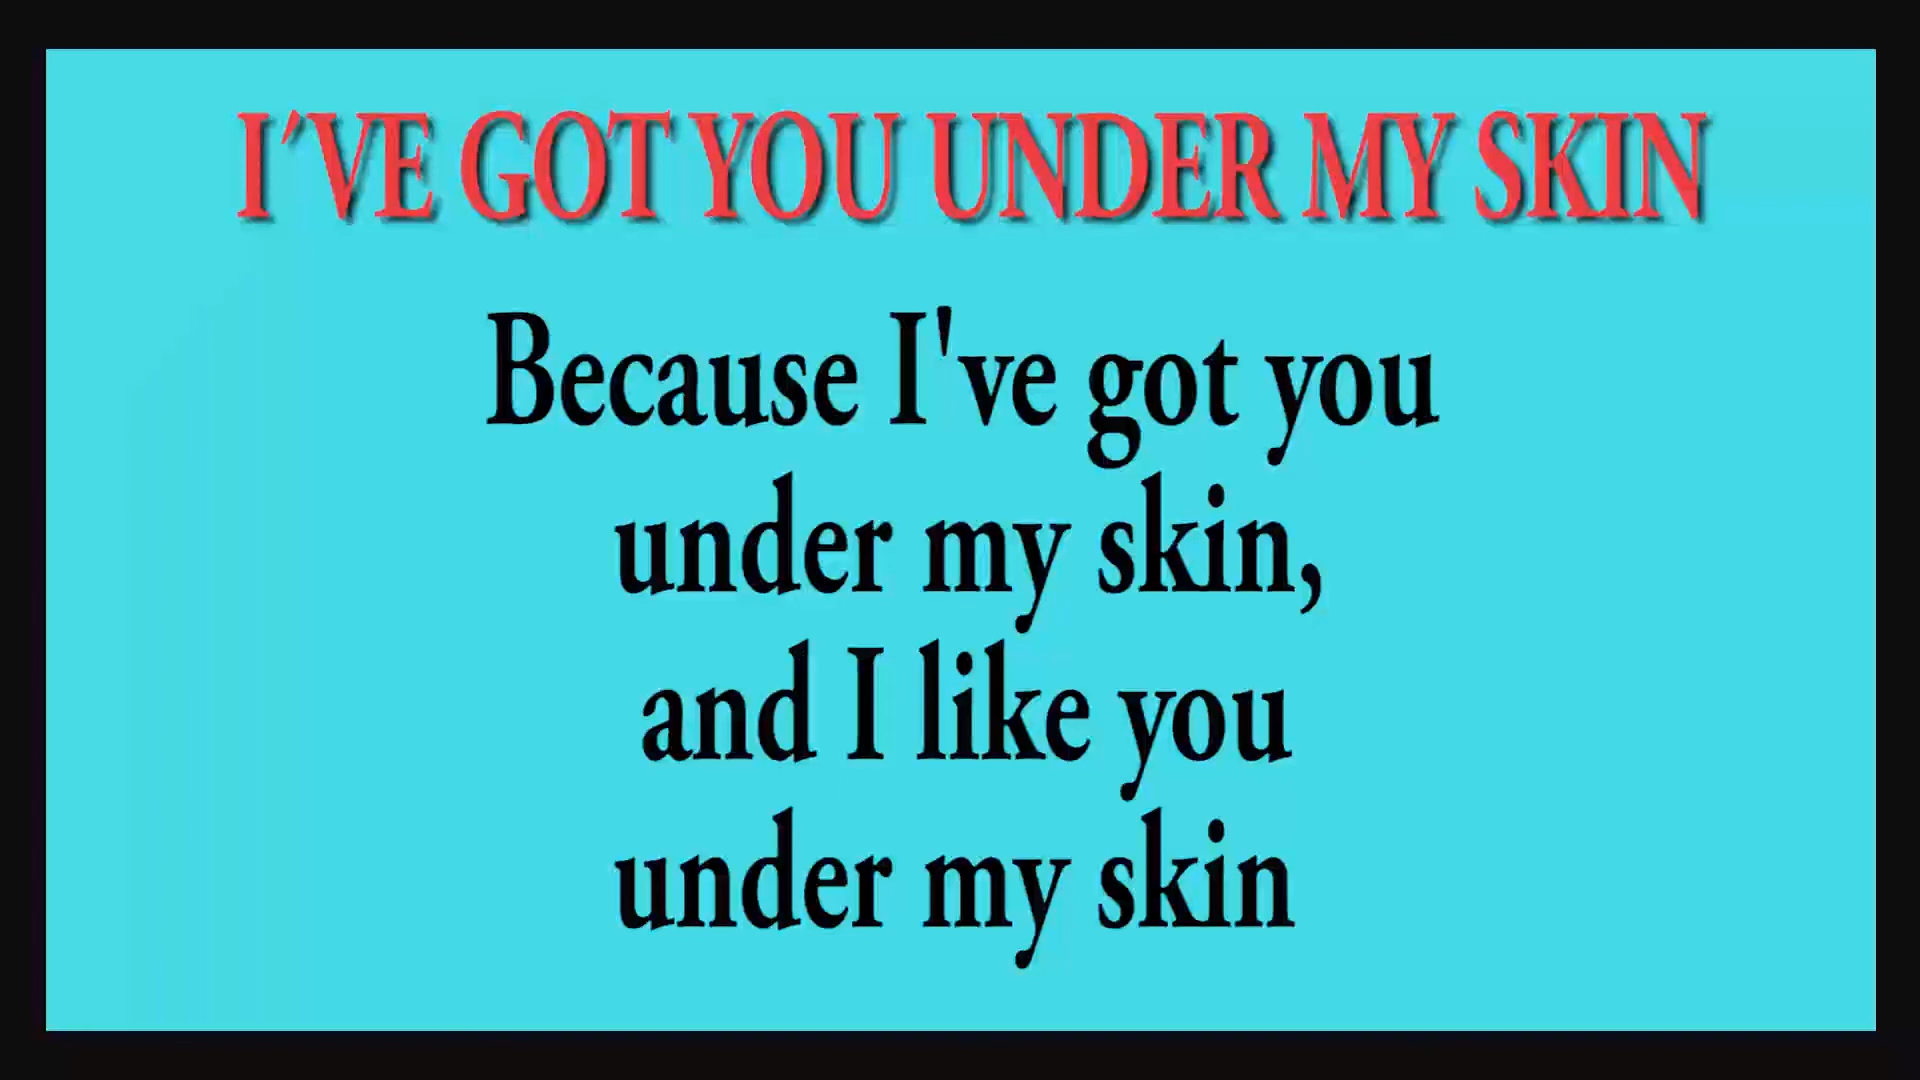 I´VE GOT YOU UNDER MY SKIN
Because I've got you
under my skin,
and I like you
under my skin